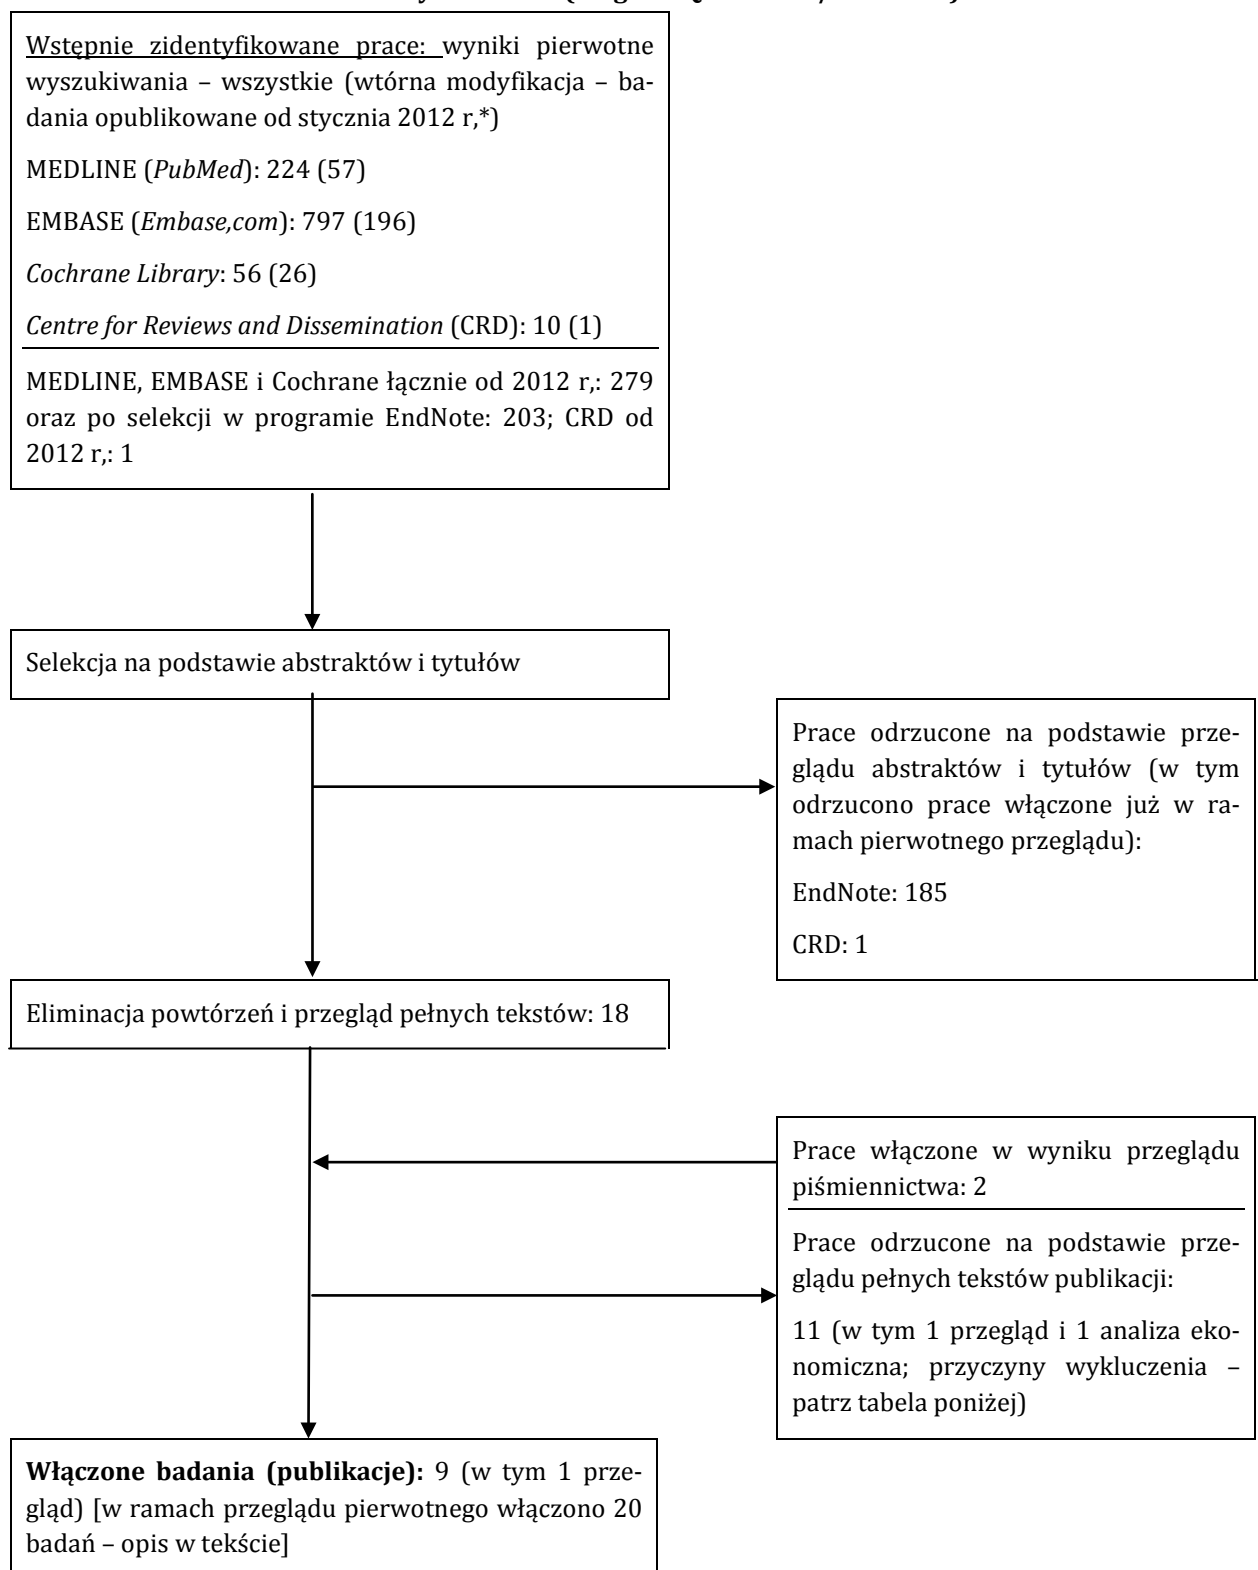 Wstępnie zidentyfikowane prace: wyniki pierwotne
wyszukiwania – wszystkie (wtórna modyfikacja – ba-
dania opublikowane od stycznia 2012 r,*)
MEDLINE (PubMed): 224 (57)
EMBASE (Embase,com): 797 (196)
Cochrane Library: 56 (26)
Centre for Reviews and Dissemination (CRD): 10 (1)
MEDLINE, EMBASE i Cochrane łącznie od 2012 r,: 279
oraz po selekcji w programie EndNote: 203; CRD od
2012 r,: 1
Selekcja na podstawie abstraktów i tytułów
Prace odrzucone na podstawie prze-
glądu abstraktów i tytułów (w tym
odrzucono prace włączone już w ra-
mach pierwotnego przeglądu):
EndNote: 185
CRD: 1
Eliminacja powtórzeń i przegląd pełnych tekstów: 18
Prace włączone w wyniku przeglądu
piśmiennictwa: 2
Prace odrzucone na podstawie prze-
glądu pełnych tekstów publikacji:
11 (w tym 1 przegląd i 1 analiza eko-
nomiczna; przyczyny wykluczenia –
patrz tabela poniżej)
Włączone badania (publikacje): 9 (w tym 1 prze-
gląd) [w ramach przeglądu pierwotnego włączono 20
badań – opis w tekście]